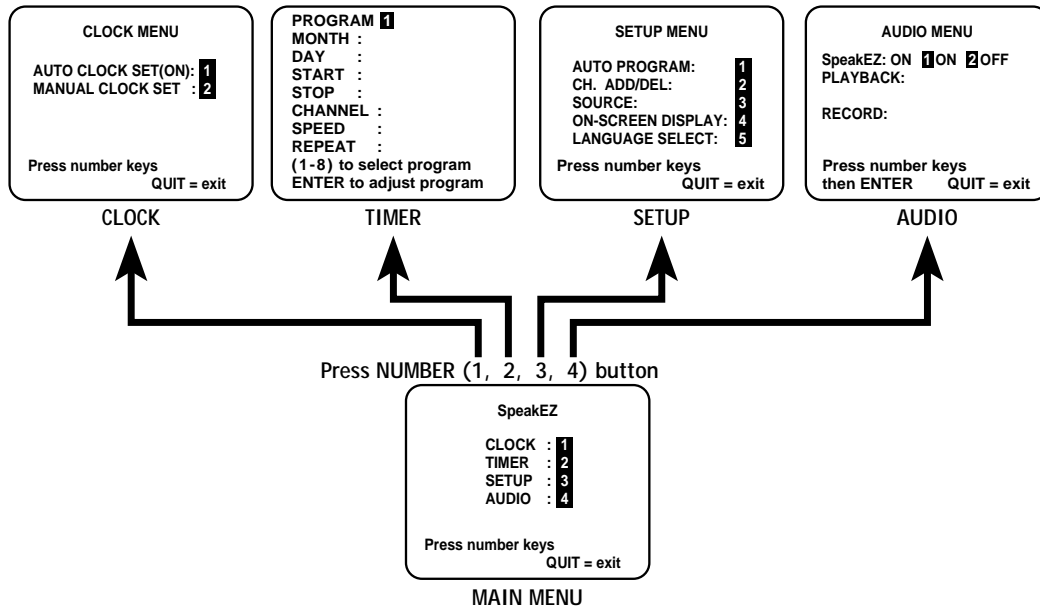 CLOCK MENU
AUTO CLOCK SET(ON): 1
MANUAL CLOCK SET : 2
Press number keys
QUIT = exit
CLOCK
PROGRAM 1
MONTH :
DAY :
START :
STOP :
CHANNEL :
SPEED :
REPEAT :
(1-8) to select program
ENTER to adjust program
TIMER
SETUP MENU
AUTO PROGRAM: 1
CH. ADD/DEL: 2
SOURCE: 3
ON-SCREEN DISPLAY: 4
LANGUAGE SELECT: 5
Press number keys
QUIT = exit
SETUP
AUDIO MENU
SpeakEZ: ON 1 ON 2 OFF
PLAYBACK:
RECORD:
Press number keys
then ENTER QUIT = exit
AUDIO
Press NUMBER (1, 2, 3, 4) button
SpeakEZ
CLOCK : 1
TIMER : 2
SETUP : 3
AUDIO : 4
Press number keys
QUIT = exit
MAIN MENU